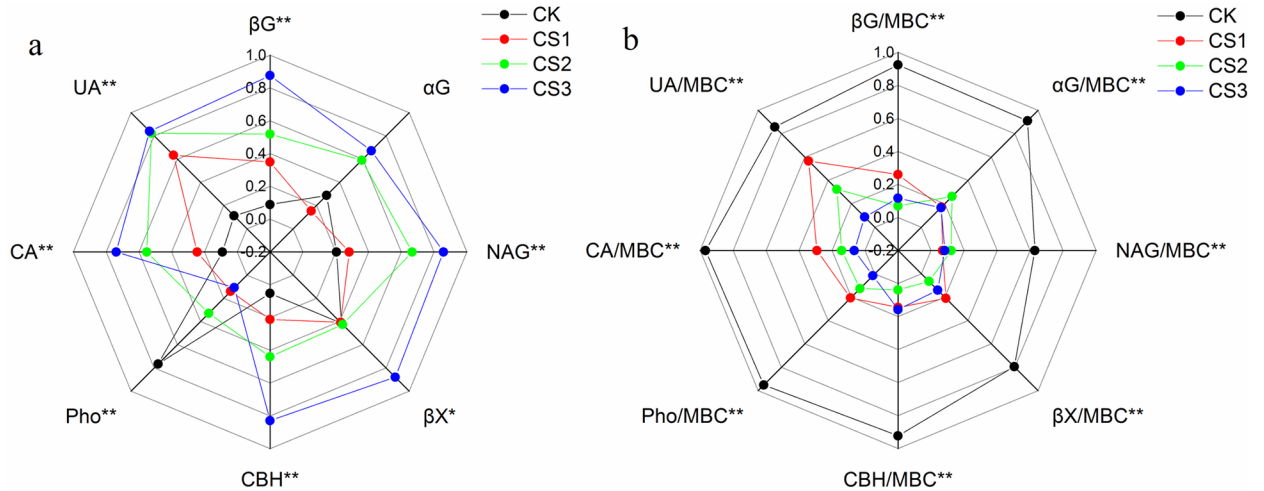 a
βG**
1.0
0.8
0.6
0.4
0.2
0.0
-0.2
UA**
αG
CA**
NAG**
Pho**
βX*
CBH**
CK
CS1
CS2
CS3
b
βG/MBC**
1.0
0.8
0.6
0.4
0.2
0.0
-0.2
UA/MBC**
αG/MBC**
CA/MBC**
NAG/MBC**
Pho/MBC**
βX/MBC**
CBH/MBC**
CK
CS1
CS2
CS3